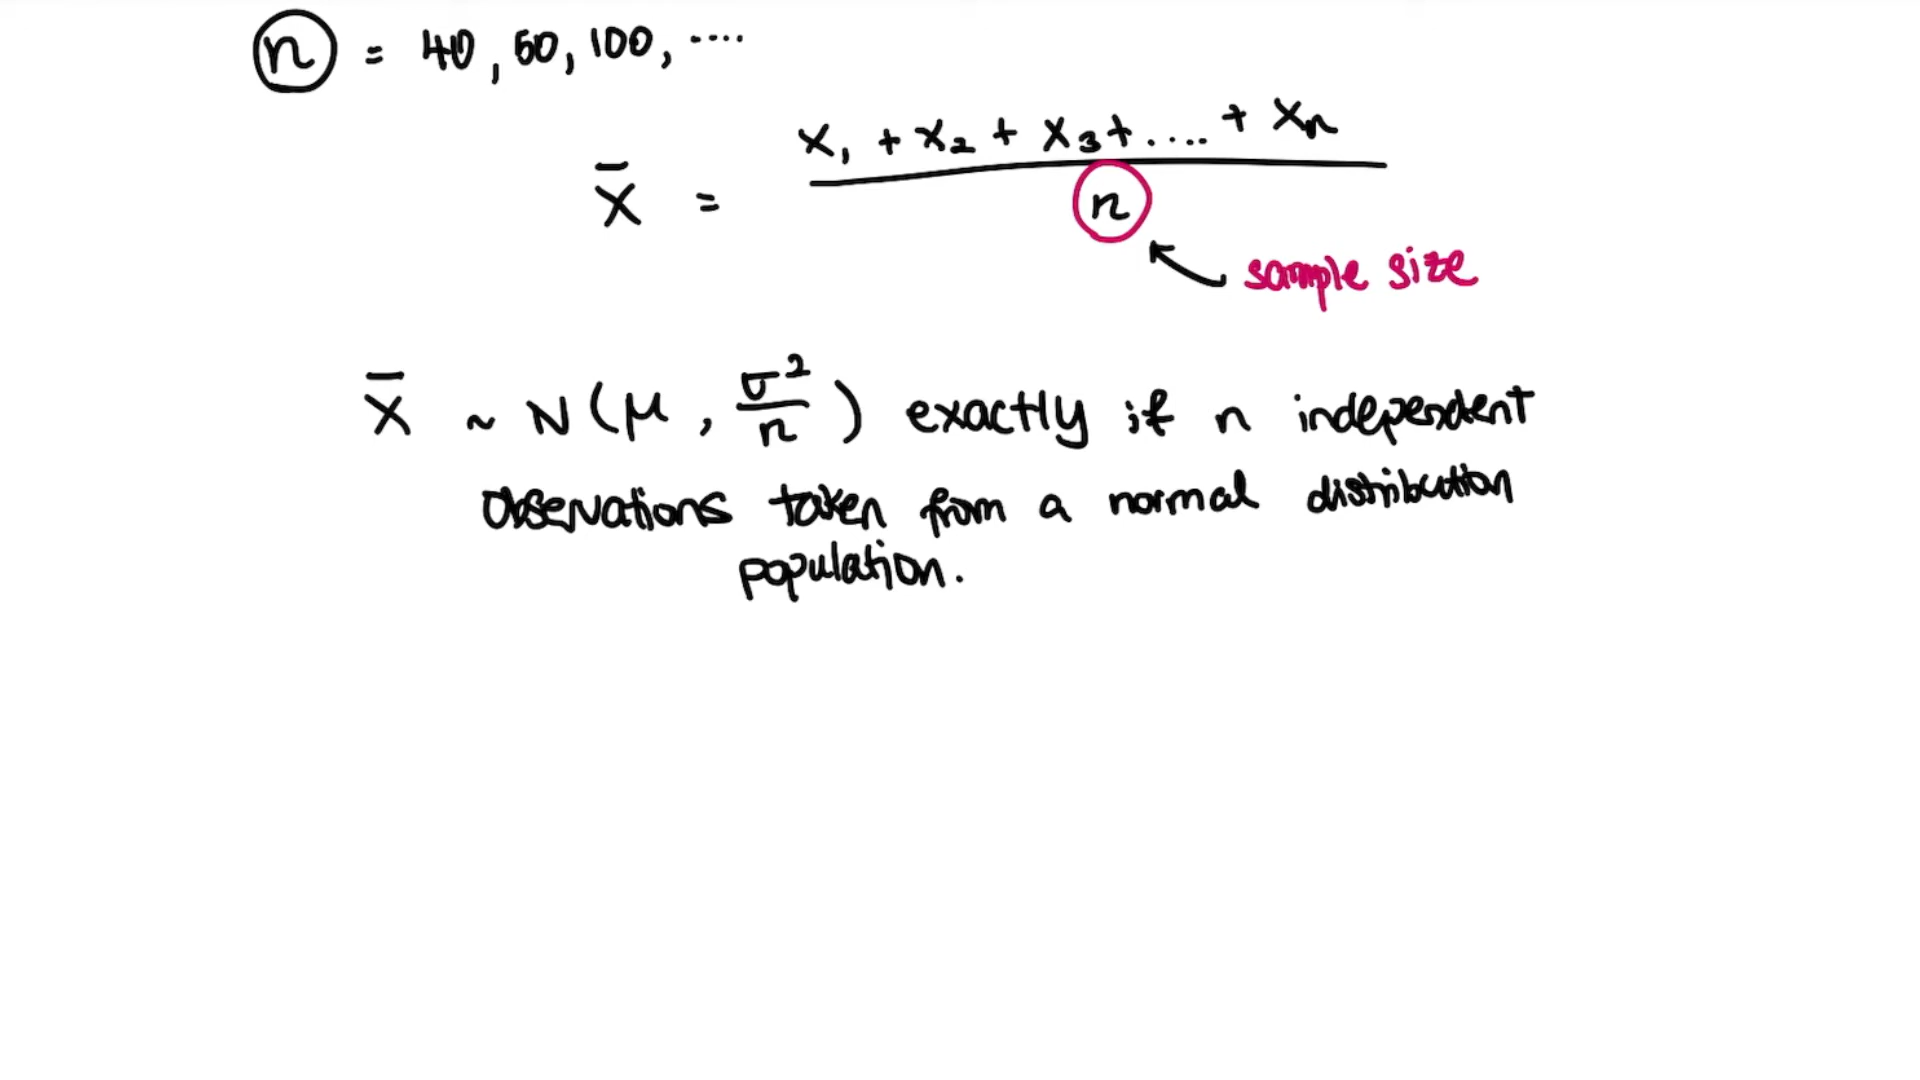 n = 40, 50, 100, ....
X₁ + X₂ + X₃ + .... + Xₙ
X̄ =
n
sample size
X̄ ~ N(μ, σ²/n) exactly if n independent
observations taken from a normal distribution
population.